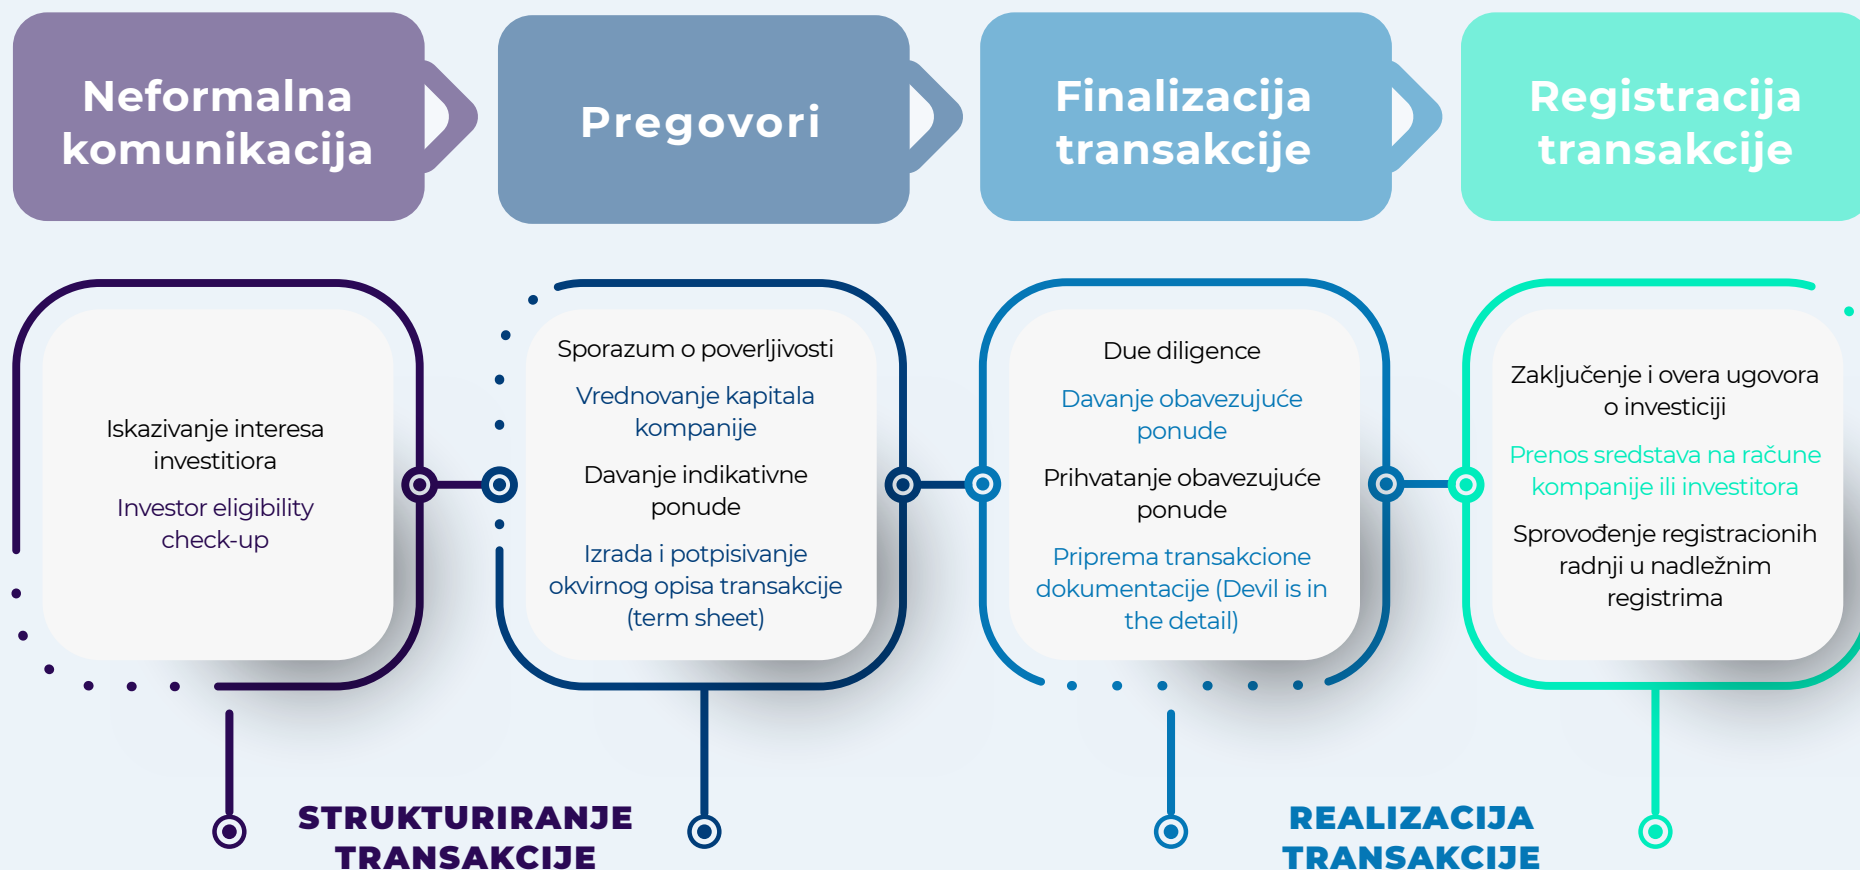 Neformalna
komunikacija
Pregovori
Finalizacija
transakcije
Registracija
transakcije
Iskazivanje interesa
investitiora
Investor eligibility
check-up
Sporazum o poverljivosti
Vrednovanje kapitala
kompanije
Davanje indikativne
ponude
Izrada i potpisivanje
okvirnog opisa transakcije
(term sheet)
Due diligence
Davanje obavezujuće
ponude
Prihvatanje obavezujuće
ponude
Priprema transakcione
dokumentacije (Devil is in
the detail)
Zaključenje i overa ugovora
o investiciji
Prenos sredstava na račune
kompanije ili investitora
Sprovođenje registracionih
radnji u nadležnim
registrima
STRUKTURIRANJE
TRANSAKCIJE
REALIZACIJA
TRANSAKCIJE